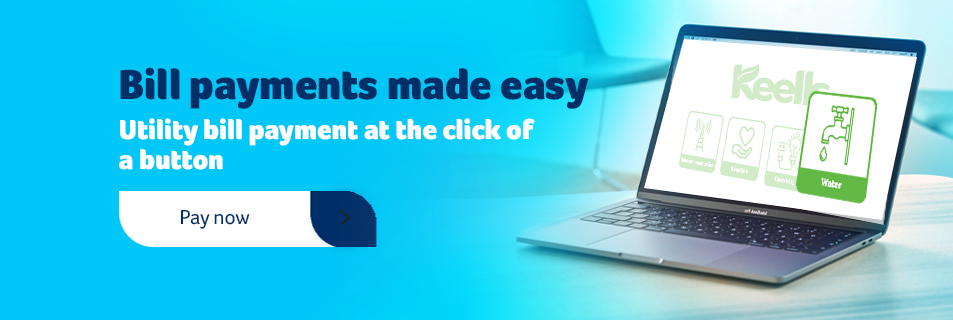 Bill payments made easy
Utility bill payment at the click of
a button
Pay now
Keells
Water